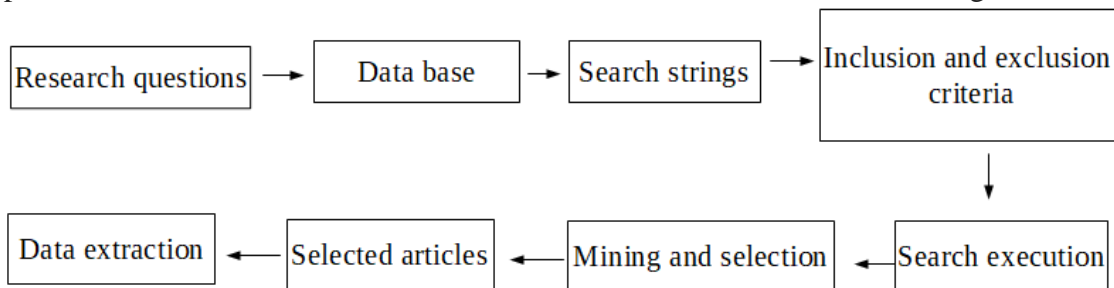 Research questions
Data base
Search strings
Inclusion and exclusion
criteria
Search execution
Mining and selection
Selected articles
Data extraction